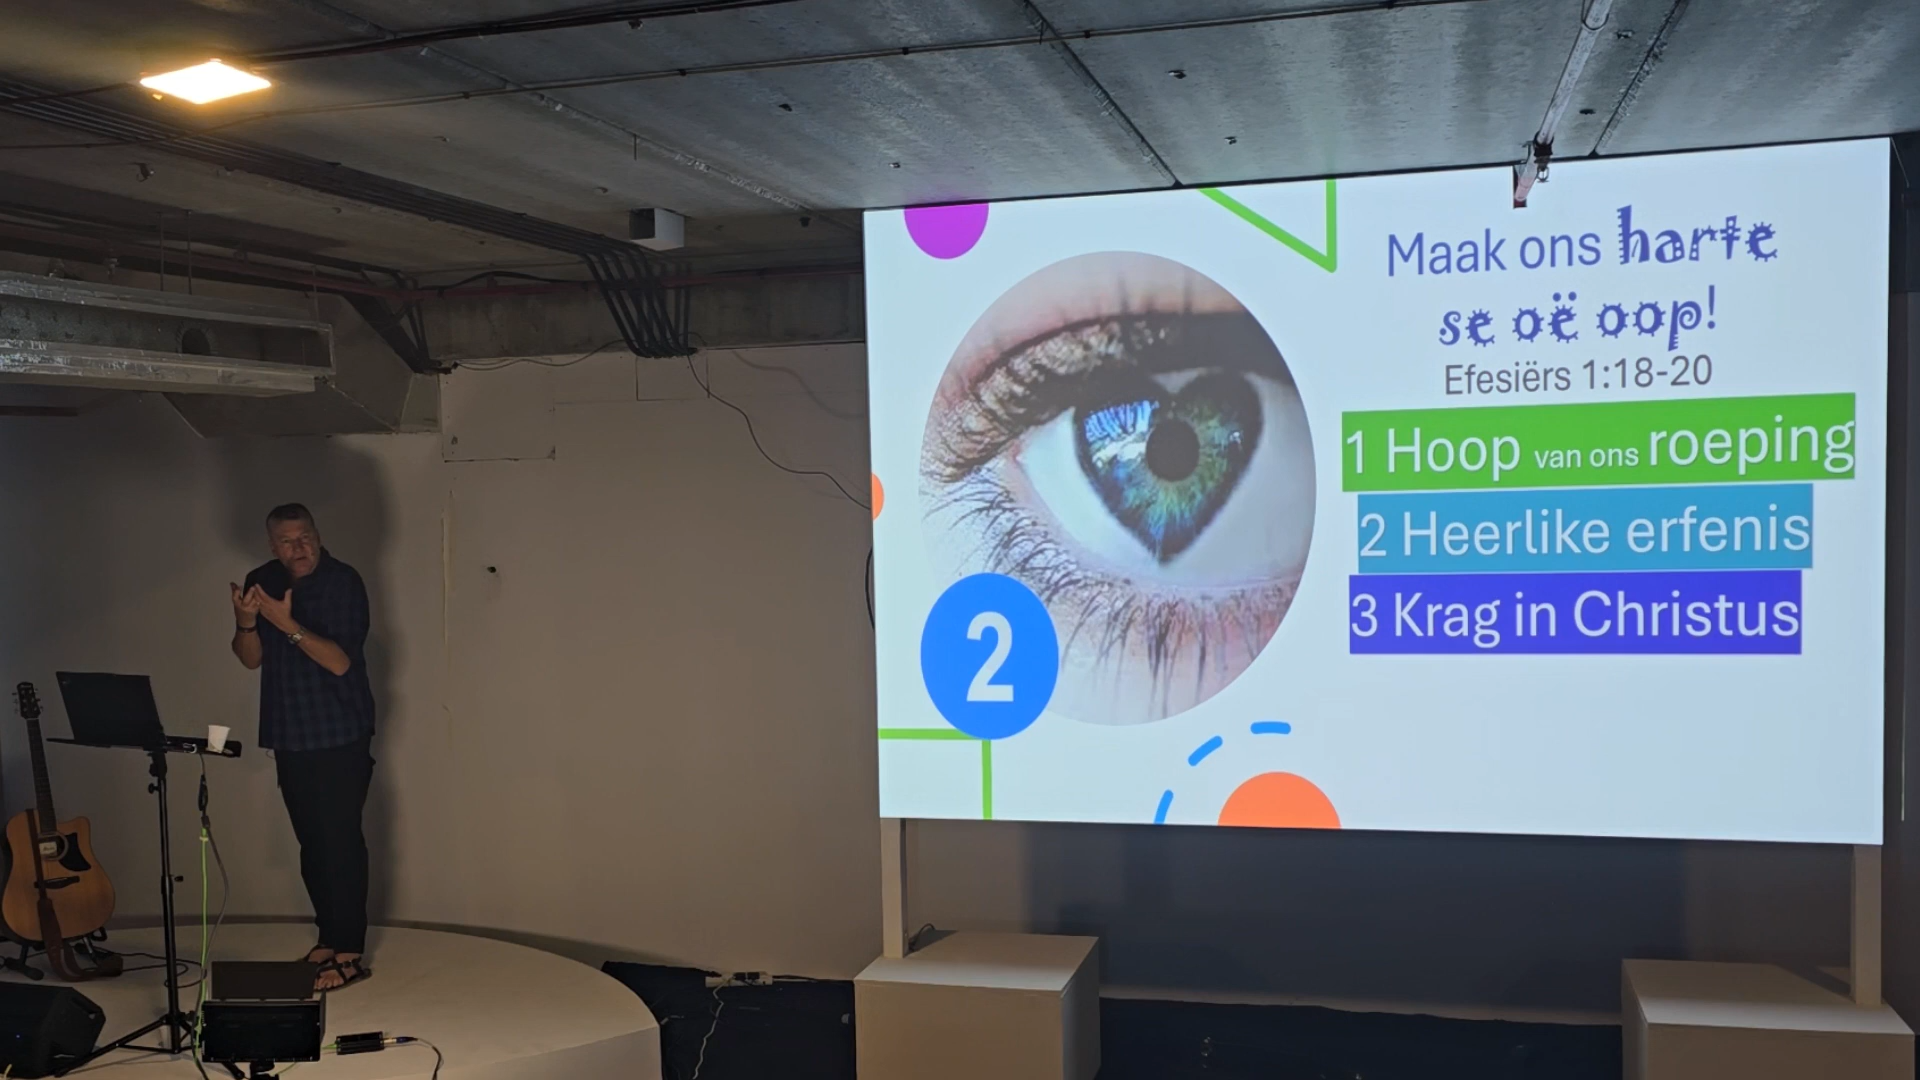 Maak ons harte
se oë oop!
Efesiërs 1:18-20
1 Hoop van ons roeping
2 Heerlike erfenis
3 Krag in Christus
2